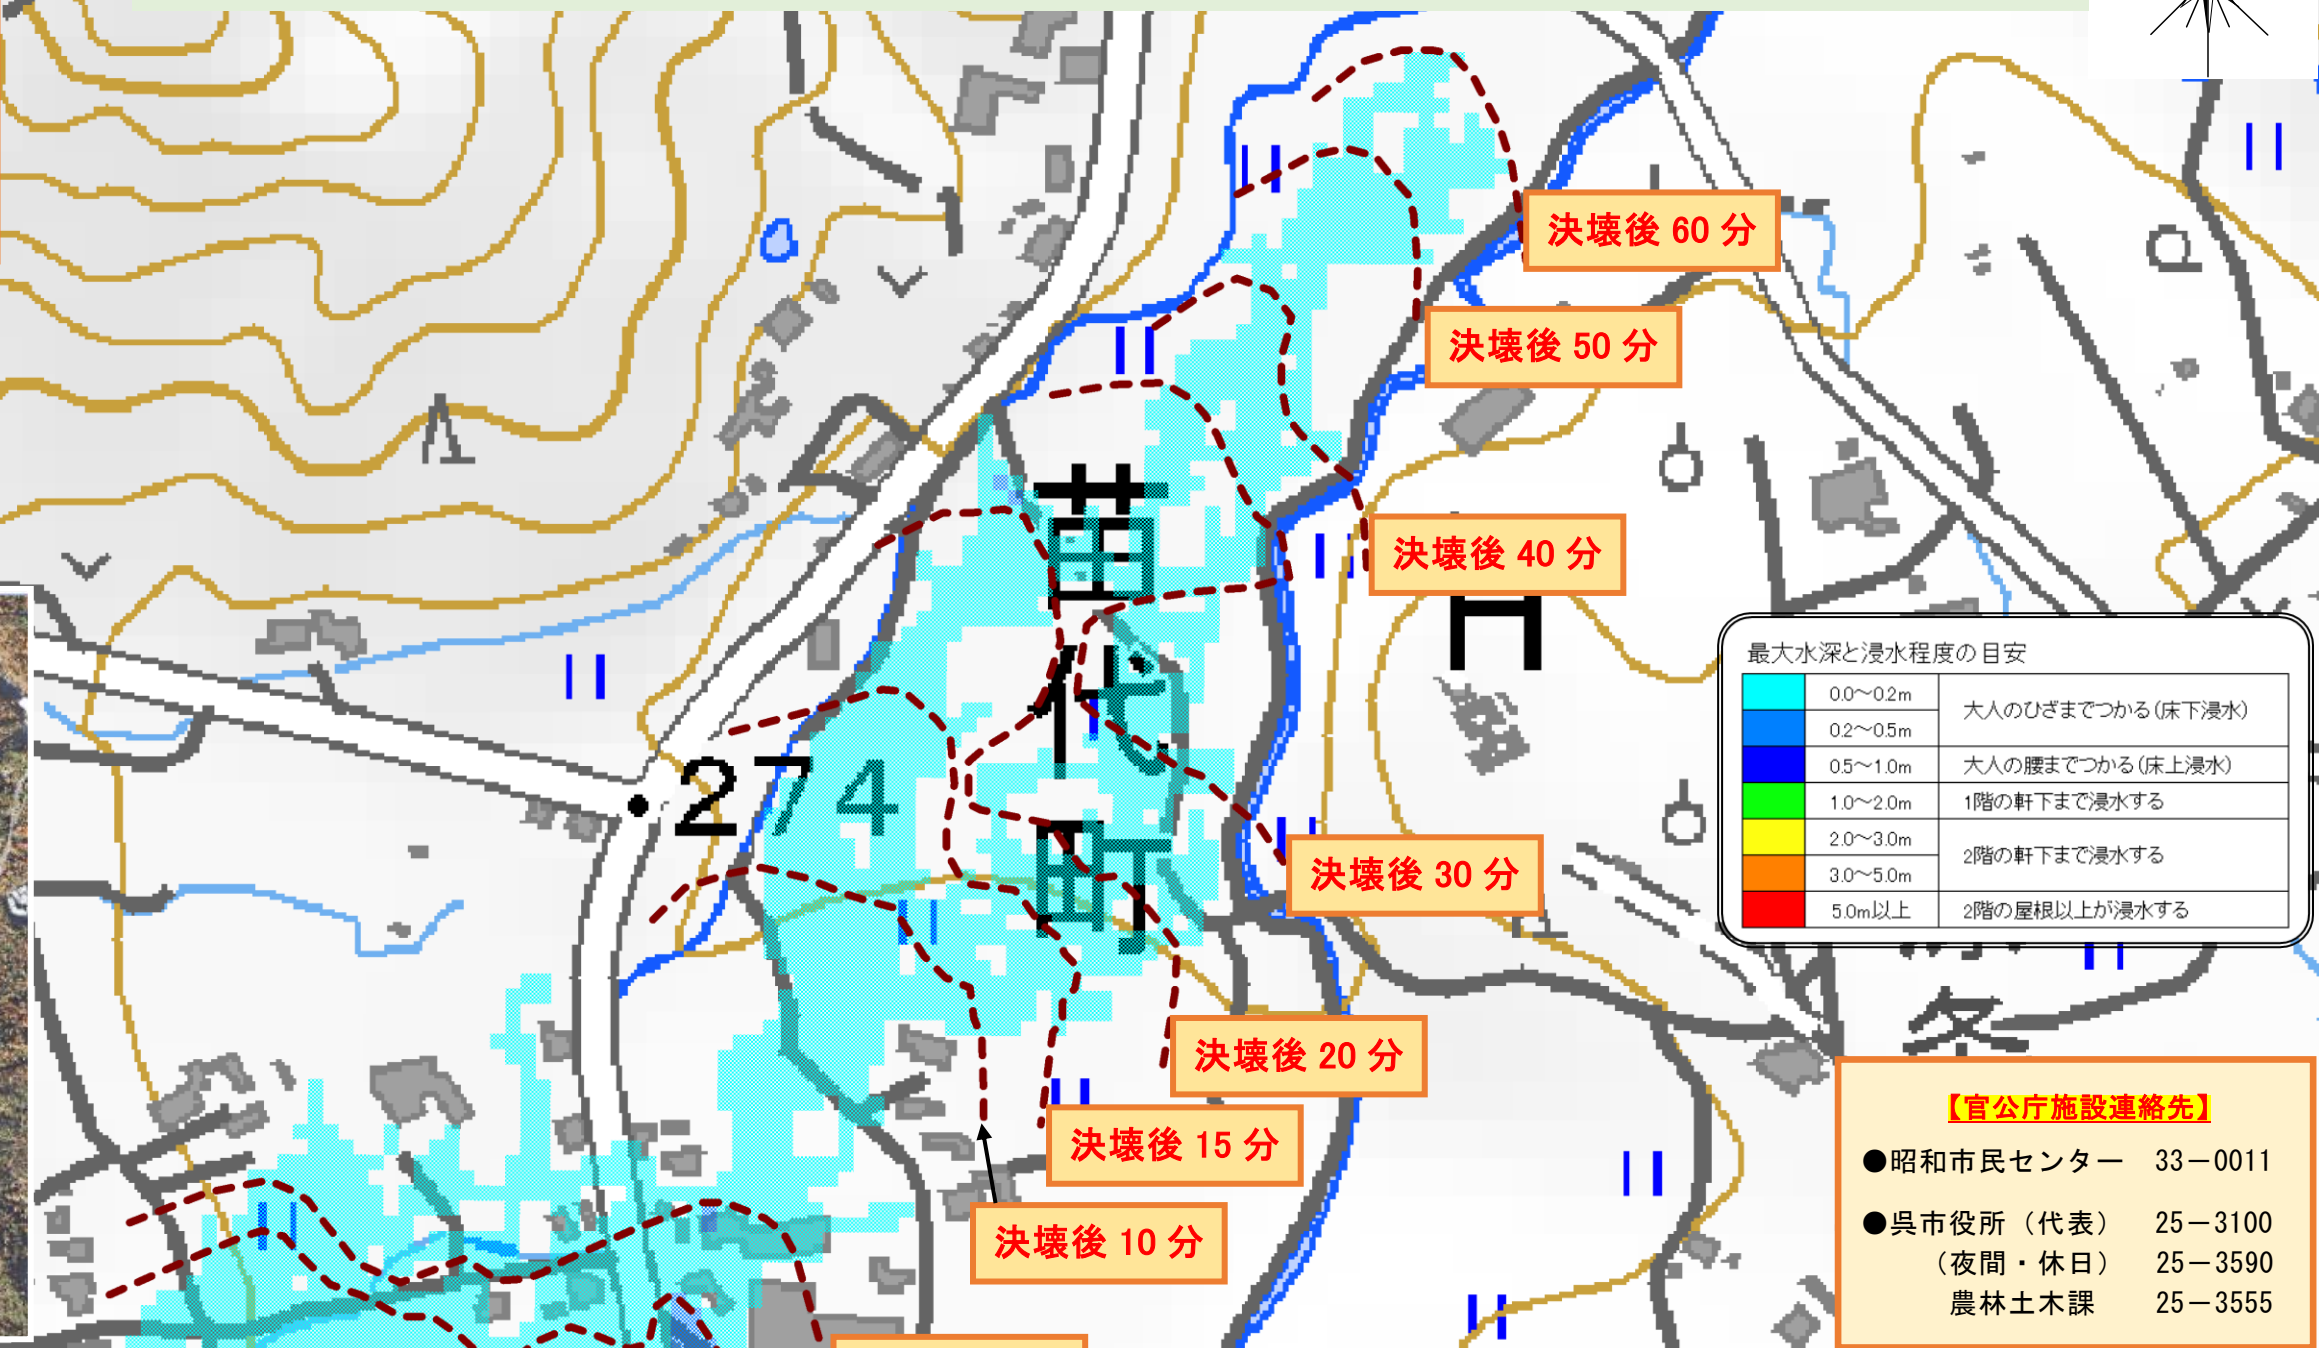 決壊後 60 分
決壊後 50 分
苗代町
決壊後 40 分
274
決壊後 30 分
最大水深と浸水程度の目安
0.0～0.2m
大人のひざまでつかる（床下浸水）
0.2～0.5m
0.5～1.0m 大人の腰までつかる（床上浸水）
1.0～2.0m 1階の軒下まで浸水する
2.0～3.0m
2階の軒下まで浸水する
3.0～5.0m
5.0m以上 2階の屋根以上が浸水する
決壊後 20 分
決壊後 15 分
決壊後 10 分
条
【官公庁施設連絡先】
●昭和市民センター 33－0011
●呉市役所（代表） 25－3100
（夜間・休日） 25－3590
農林土木課 25－3555